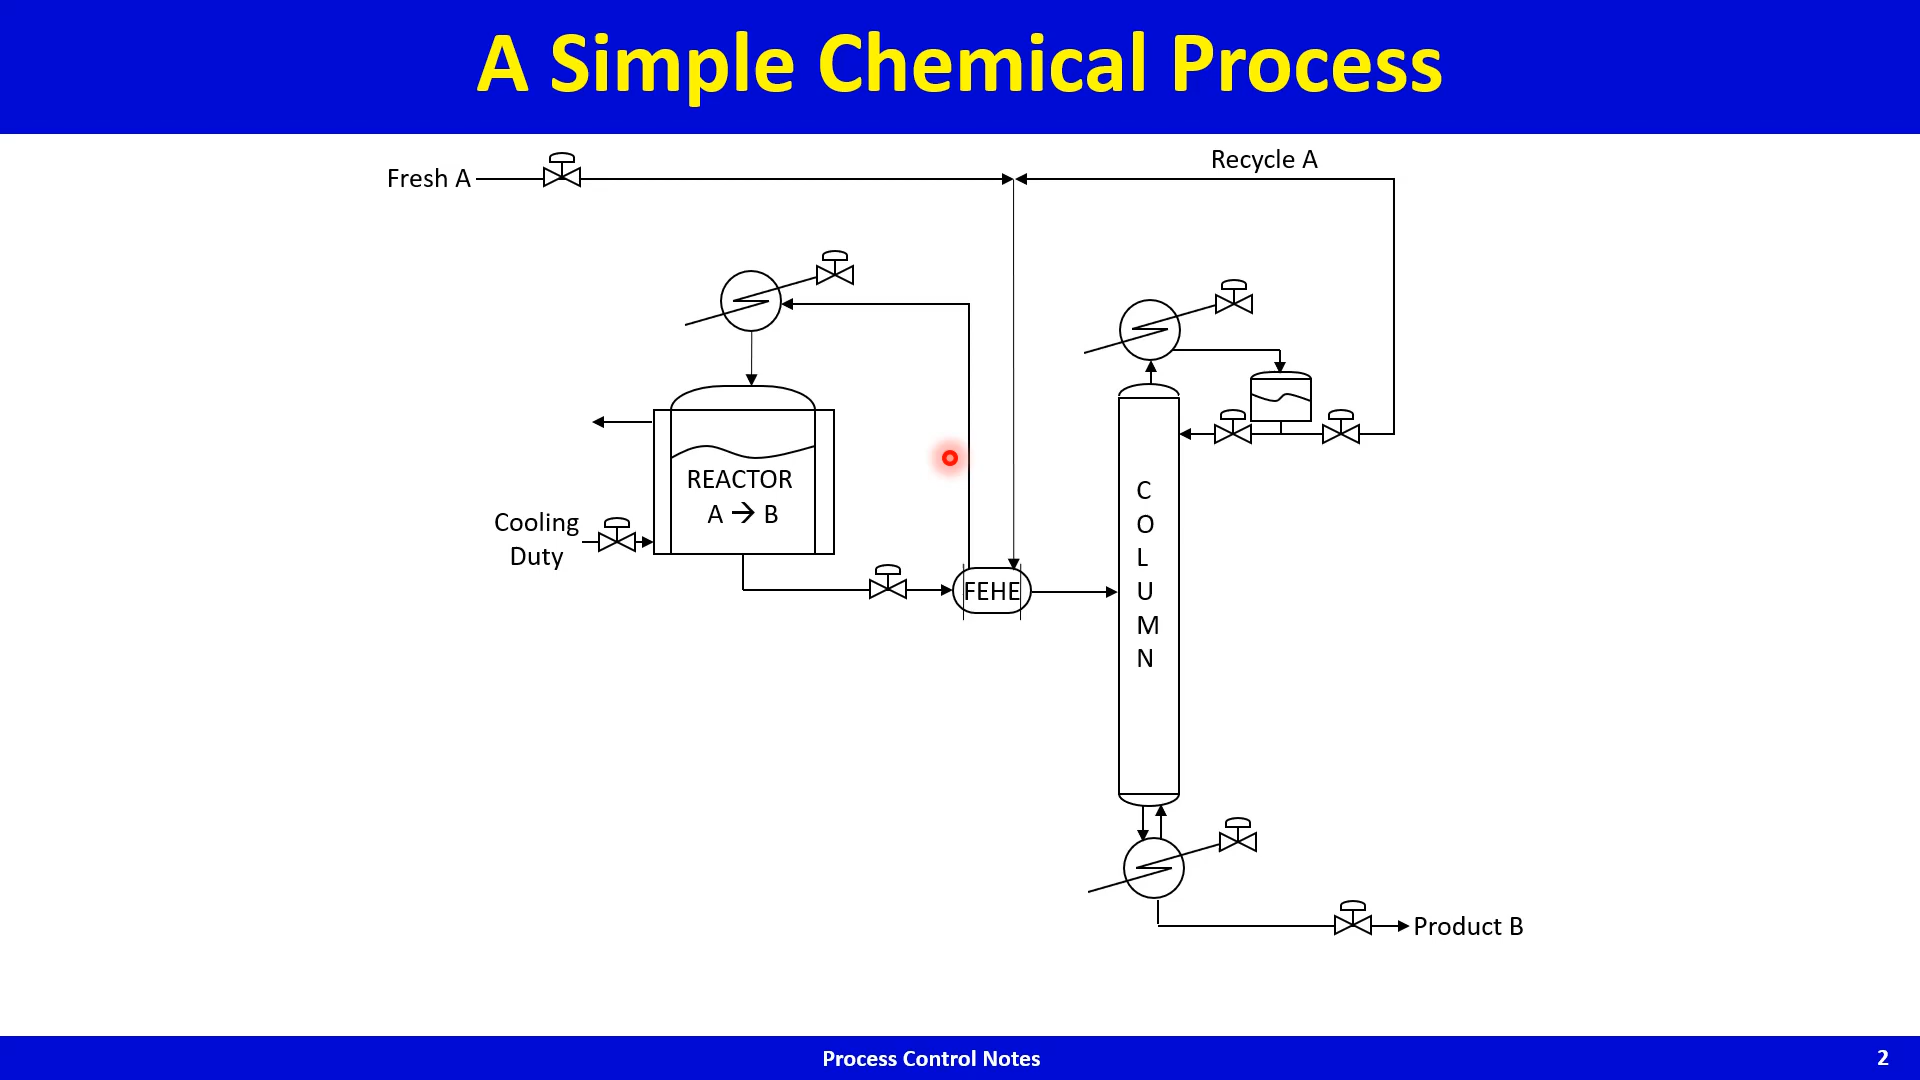 A Simple Chemical Process
Fresh A
Recycle A
REACTOR
A → B
Cooling
Duty
FEHE
C
O
L
U
M
N
Product B
Process Control Notes
2